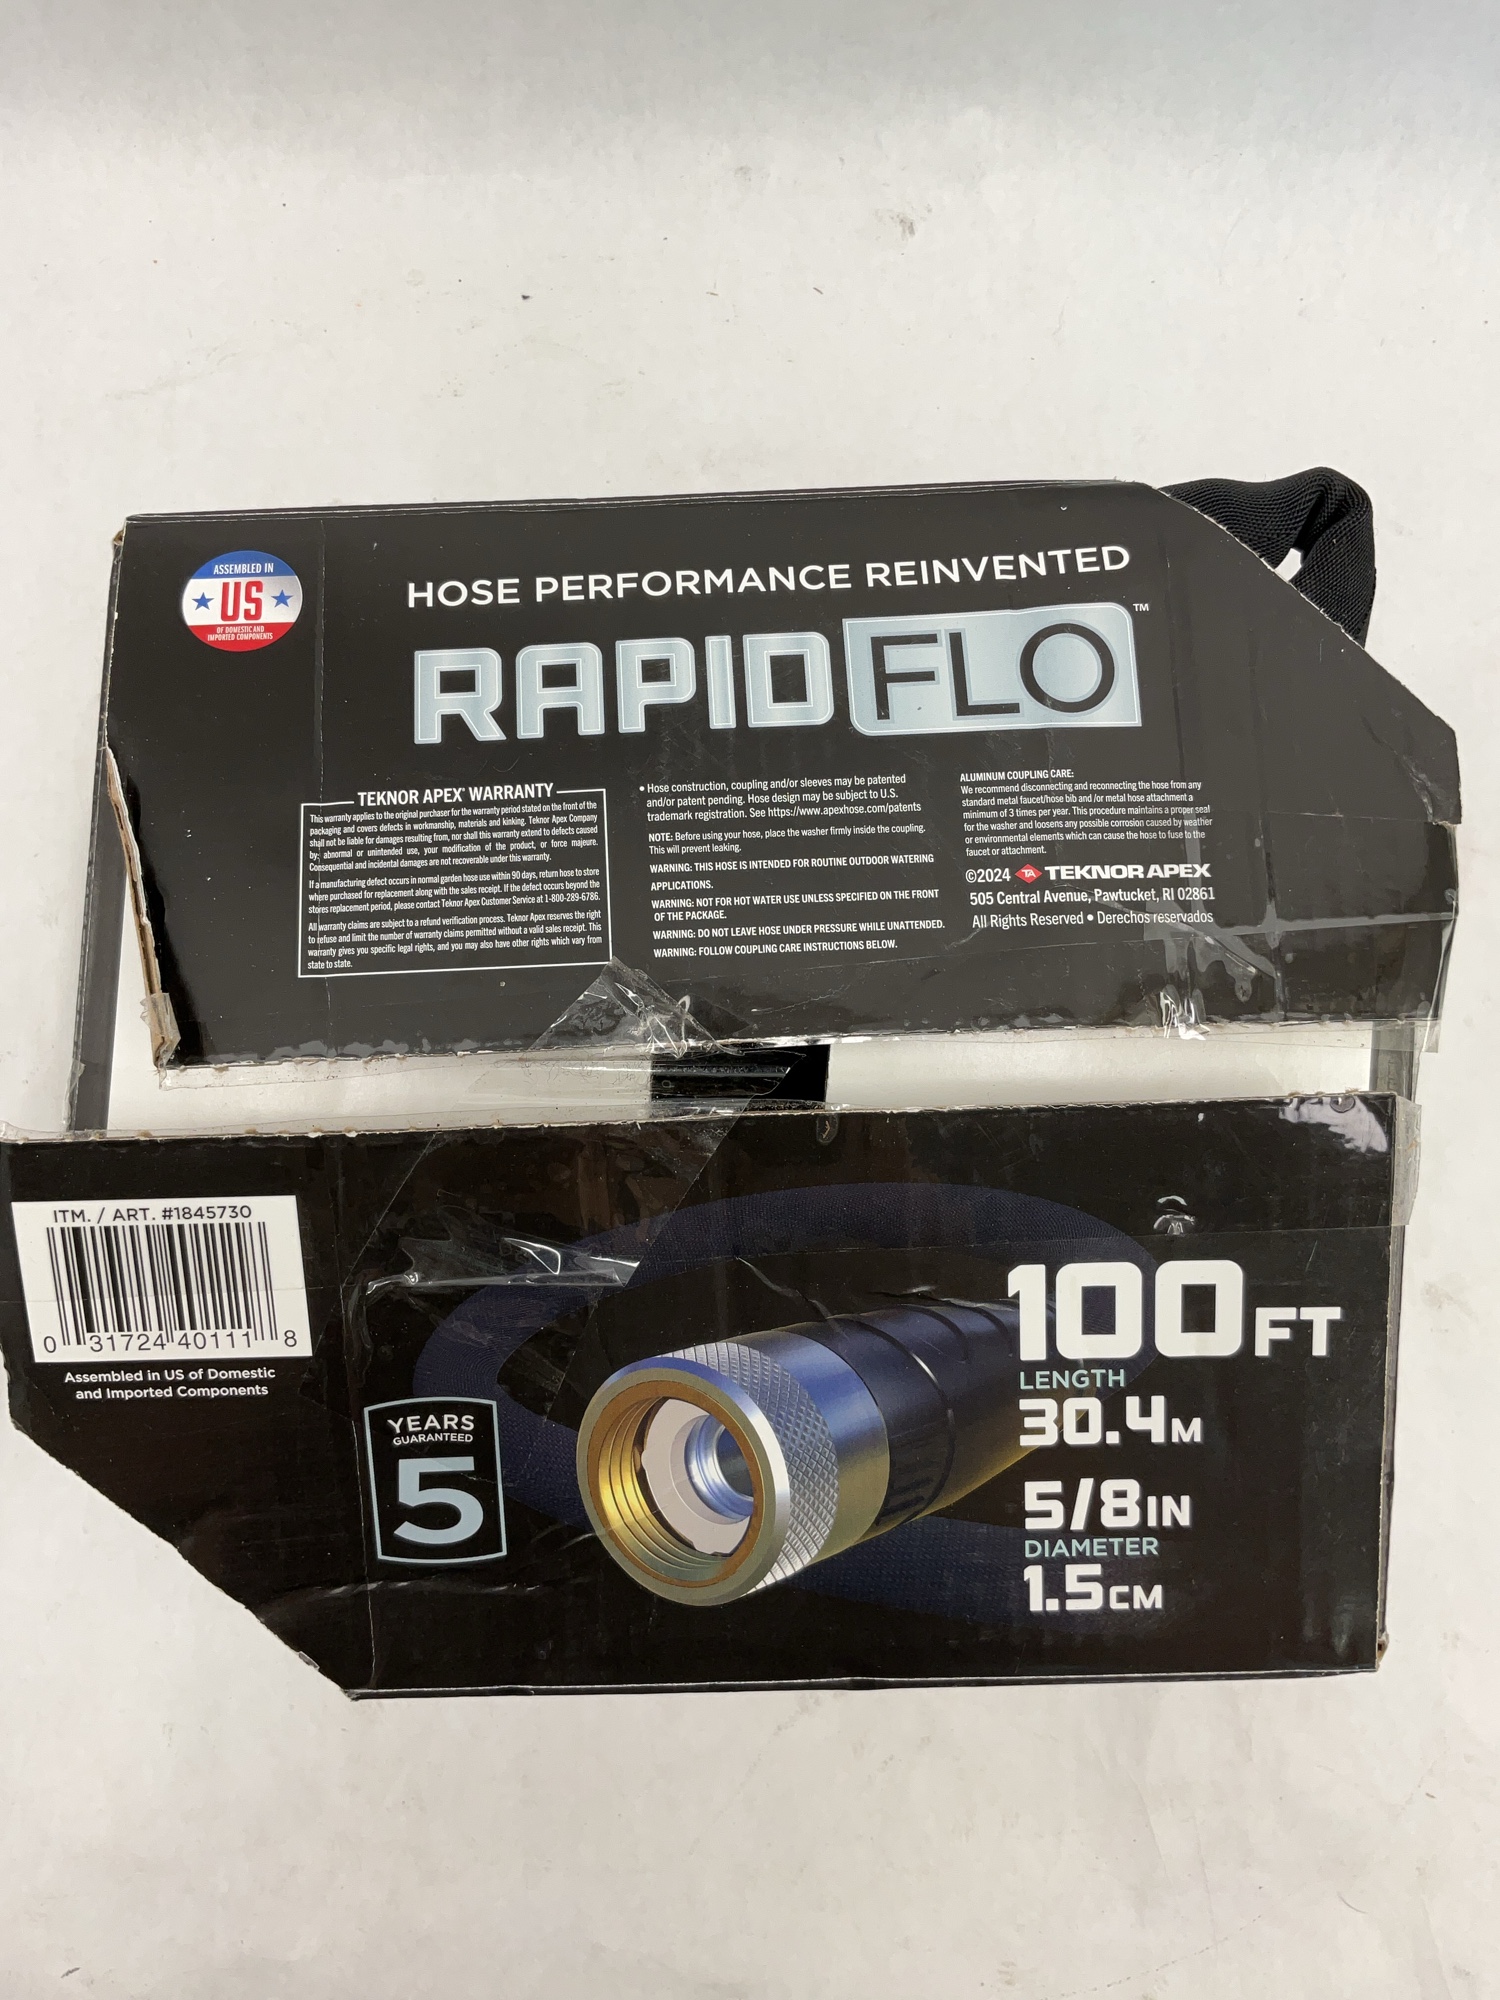 ASSEMBLED IN
US
OF DOMESTIC AND
IMPORTED COMPONENTS
HOSE PERFORMANCE REINVENTED
RAPIDFLO™
TEKNOR APEX® WARRANTY
This warranty applies to the original purchaser for the warranty period stated on the front of the
packaging and covers defects in workmanship, materials and kinking. Teknor Apex Company
shall not be liable for damages resulting from, nor shall this warranty extend to defects caused
by: abnormal or unintended use, your modification of the product, or force majeure.
Consequential and incidental damages are not recoverable under this warranty.
If a manufacturing defect occurs in normal garden hose use within 90 days, return hose to store
where purchased for replacement along with the sales receipt. If the defect occurs beyond the
stores replacement period, please contact Teknor Apex Customer Service at 1-800-289-6786.
All warranty claims are subject to a refund verification process. Teknor Apex reserves the right
to refuse and limit the number of warranty claims permitted without a valid sales receipt. This
warranty gives you specific legal rights, and you may also have other rights which vary from
state to state.
• Hose construction, coupling and/or sleeves may be patented
and/or patent pending. Hose design may be subject to U.S.
trademark registration. See https://www.apexhose.com/patents
NOTE: Before using your hose, place the washer firmly inside the coupling.
This will prevent leaking.
WARNING: THIS HOSE IS INTENDED FOR ROUTINE OUTDOOR WATERING
APPLICATIONS.
WARNING: NOT FOR HOT WATER USE UNLESS SPECIFIED ON THE FRONT
OF THE PACKAGE.
WARNING: DO NOT LEAVE HOSE UNDER PRESSURE WHILE UNATTENDED.
WARNING: FOLLOW COUPLING CARE INSTRUCTIONS BELOW.
ALUMINUM COUPLING CARE:
We recommend disconnecting and reconnecting the hose from any
standard metal faucet/hose bib and /or metal hose attachment a
minimum of 3 times per year. This procedure maintains a proper seal
for the washer and loosens any possible corrosion caused by weather
or environmental elements which can cause the hose to fuse to the
faucet or attachment.
©2024 TA TEKNOR APEX
505 Central Avenue, Pawtucket, RI 02861
All Rights Reserved • Derechos reservados
ITM. / ART. #1845730
0 31724 40111 8
Assembled in US of Domestic
and Imported Components
YEARS
GUARANTEED
5
100FT
LENGTH
30.4M
5/8IN
DIAMETER
1.5CM